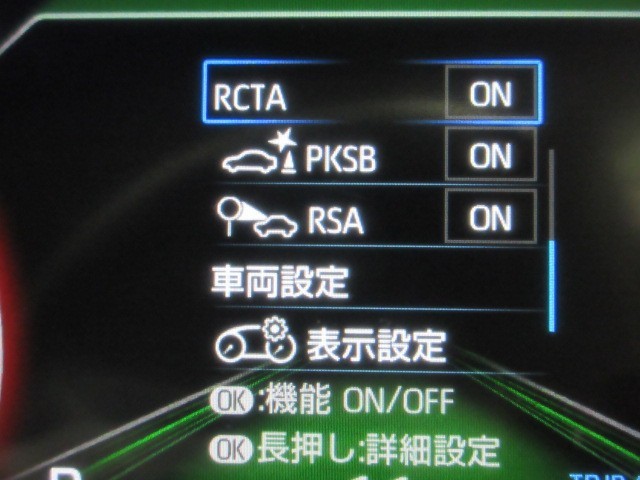 RCTA ON
PKSB ON
RSA ON
車両設定
表示設定
OK:機能 ON/OFF
OK長押し:詳細設定